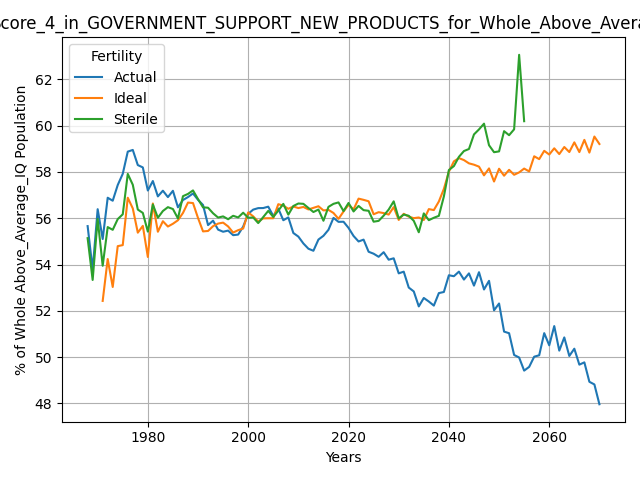 core_4_in_GOVERNMENT_SUPPORT_NEW_PRODUCTS_for_Whole_Above_Avera
Fertility
Actual
Ideal
Sterile
% of Whole Above_Average_IQ Population
62
60
58
56
54
52
50
48
1980
2000
2020
2040
2060
Years